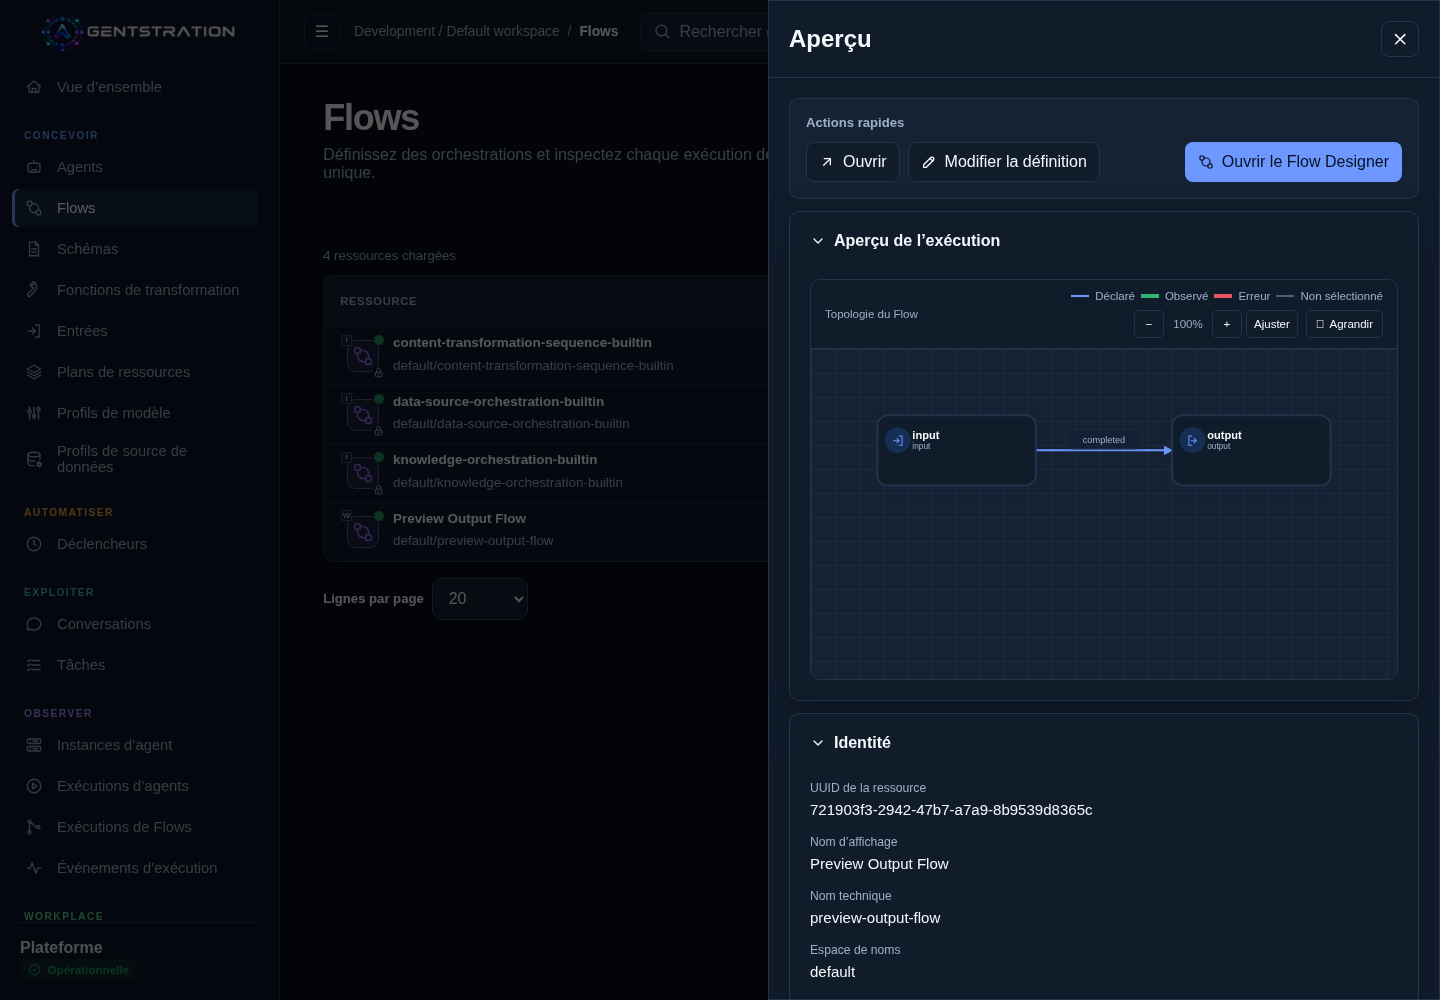 GENTSTRATION
Vue d’ensemble
CONCEVOIR
Agents
Flows
Schémas
Fonctions de transformation
Entrées
Plans de ressources
Profils de modèle
Profils de source de
données
AUTOMATISER
Déclencheurs
EXPLOITER
Conversations
Tâches
OBSERVER
Instances d’agent
Exécutions d’agents
Exécutions de Flows
Événements d’exécution
WORKPLACE
Plateforme
Opérationnelle
Development / Default workspace / Flows
Rechercher
Flows
Définissez des orchestrations et inspectez chaque exécution de
unique.
4 ressources chargées
RESSOURCE
I
content-transformation-sequence-builtin
default/content-transformation-sequence-builtin
I
data-source-orchestration-builtin
default/data-source-orchestration-builtin
I
knowledge-orchestration-builtin
default/knowledge-orchestration-builtin
W
Preview Output Flow
default/preview-output-flow
Lignes par page 20
Aperçu
Actions rapides
Ouvrir Modifier la définition Ouvrir le Flow Designer
Aperçu de l’exécution
Déclaré Observé Erreur Non sélectionné
Topologie du Flow
− 100% + Ajuster Agrandir
input
input
completed
output
output
Identité
UUID de la ressource
721903f3-2942-47b7-a7a9-8b9539d8365c
Nom d’affichage
Preview Output Flow
Nom technique
preview-output-flow
Espace de noms
default